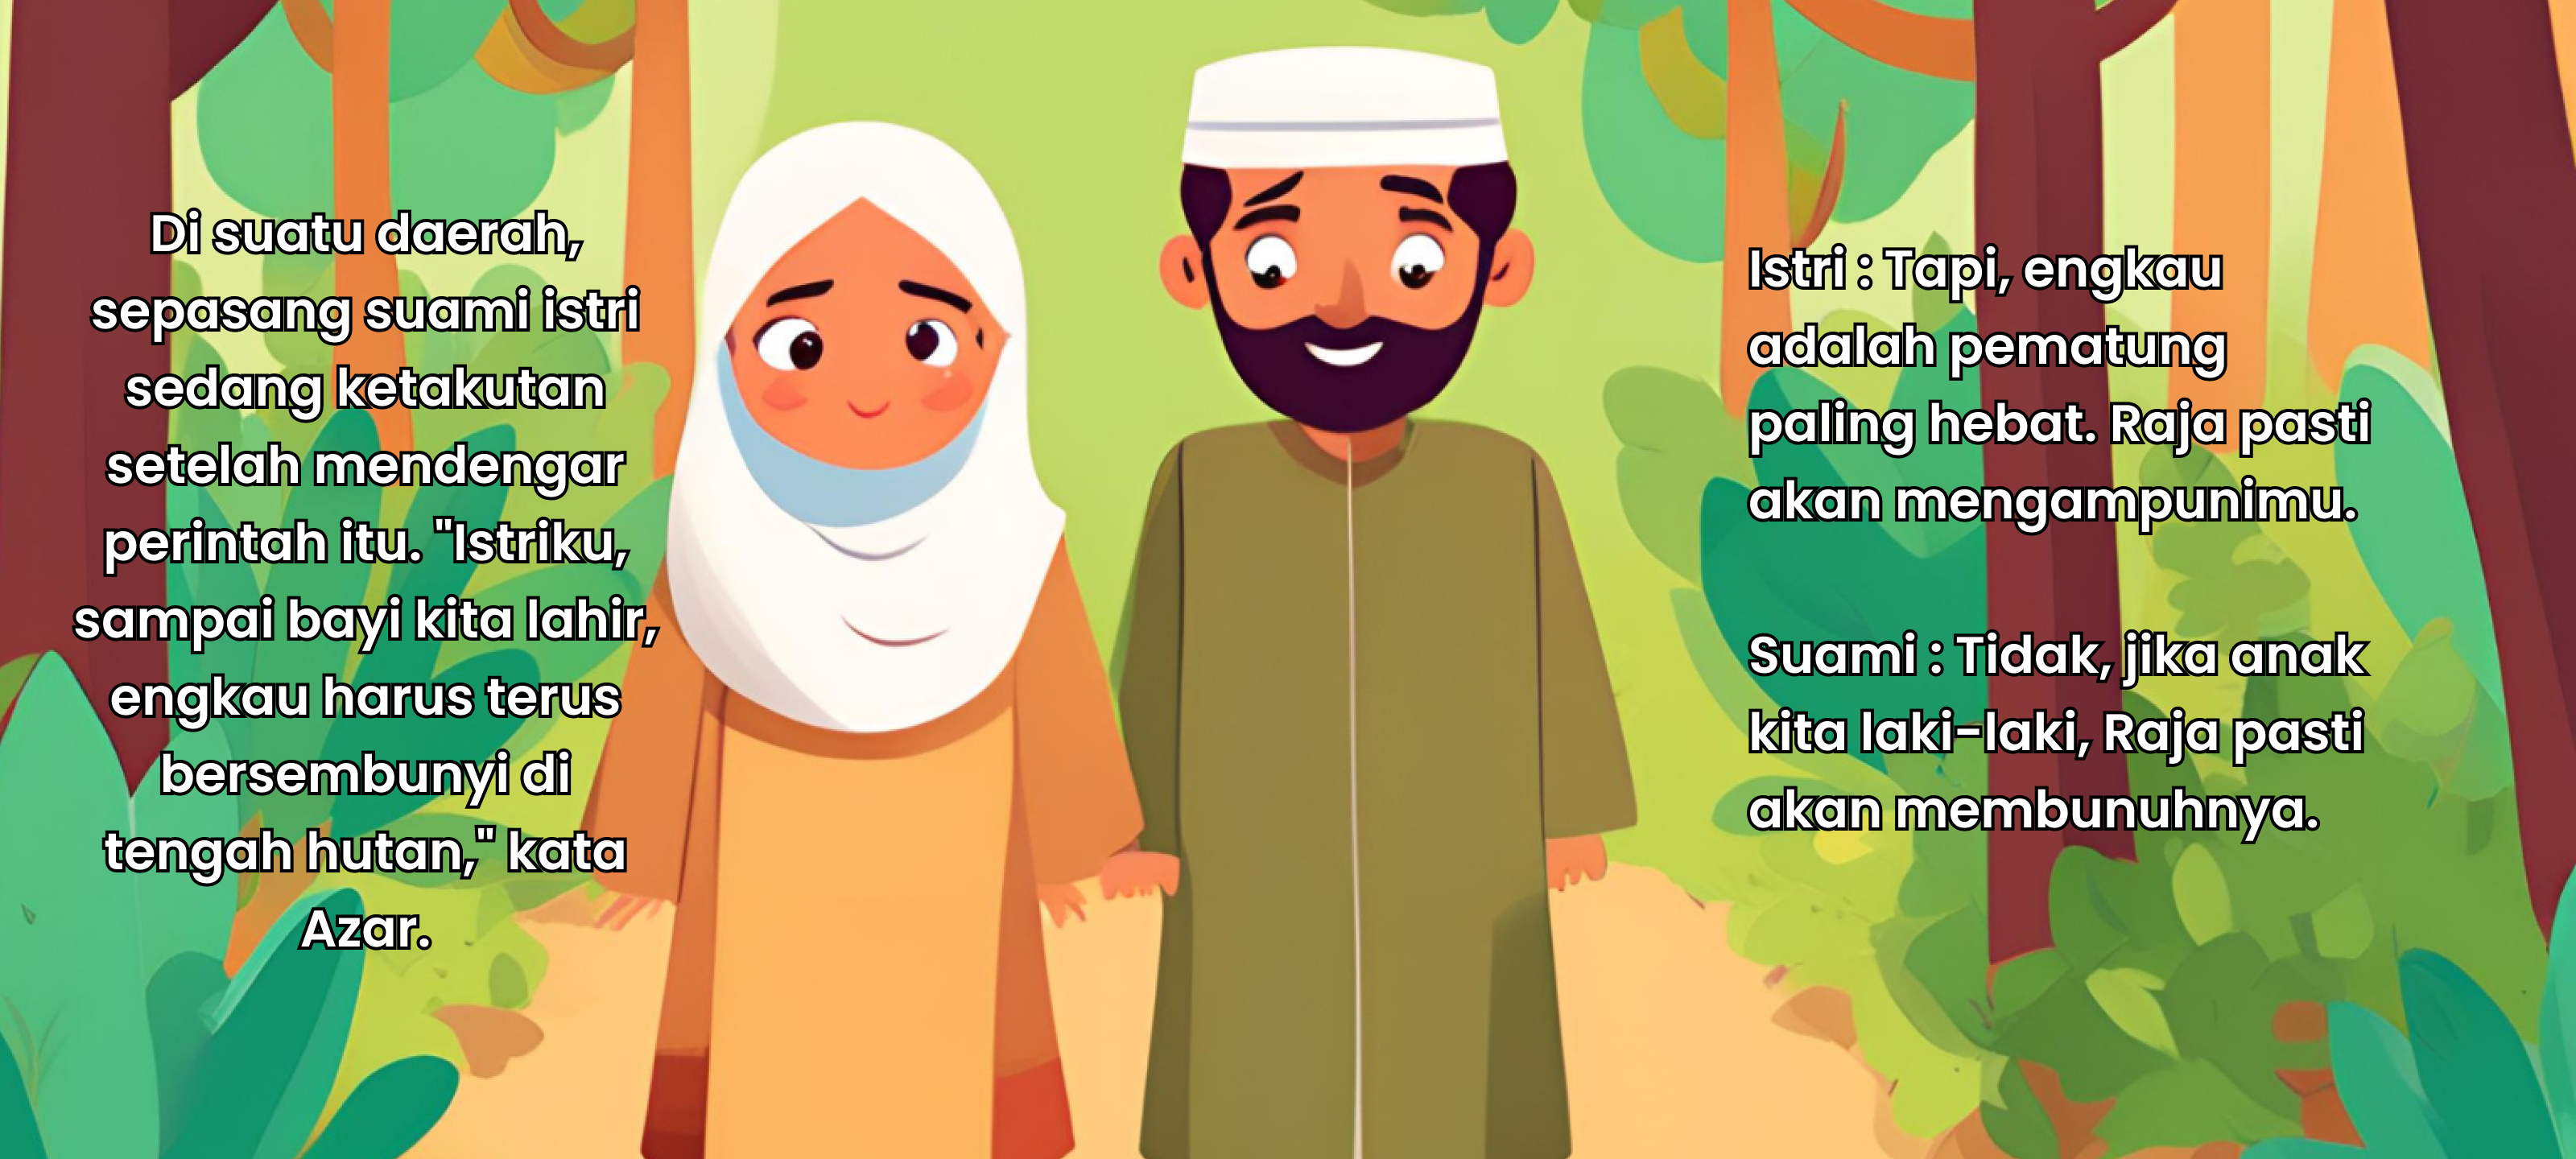 Di suatu daerah,
sepasang suami istri
sedang ketakutan
setelah mendengar
perintah itu. "Istriku,
sampai bayi kita lahir,
engkau harus terus
bersembunyi di
tengah hutan," kata
Azar.
Istri : Tapi, engkau
adalah pematung
paling hebat. Raja pasti
akan mengampunimu.
Suami : Tidak, jika anak
kita laki-laki, Raja pasti
akan membunuhnya.